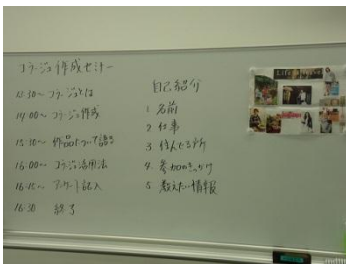 コラージュ作成セミナー
コラージュとは
14:00〜 コラージュ作成
15:10〜 作品について語る
16:00〜 コラージュ活用法
16:15〜 アンケート記入
16:30 終了
自己紹介
1. 名前
2 仕事
3 住んでる所
4. 参加のきっかけ
5 教えたい情報
Life